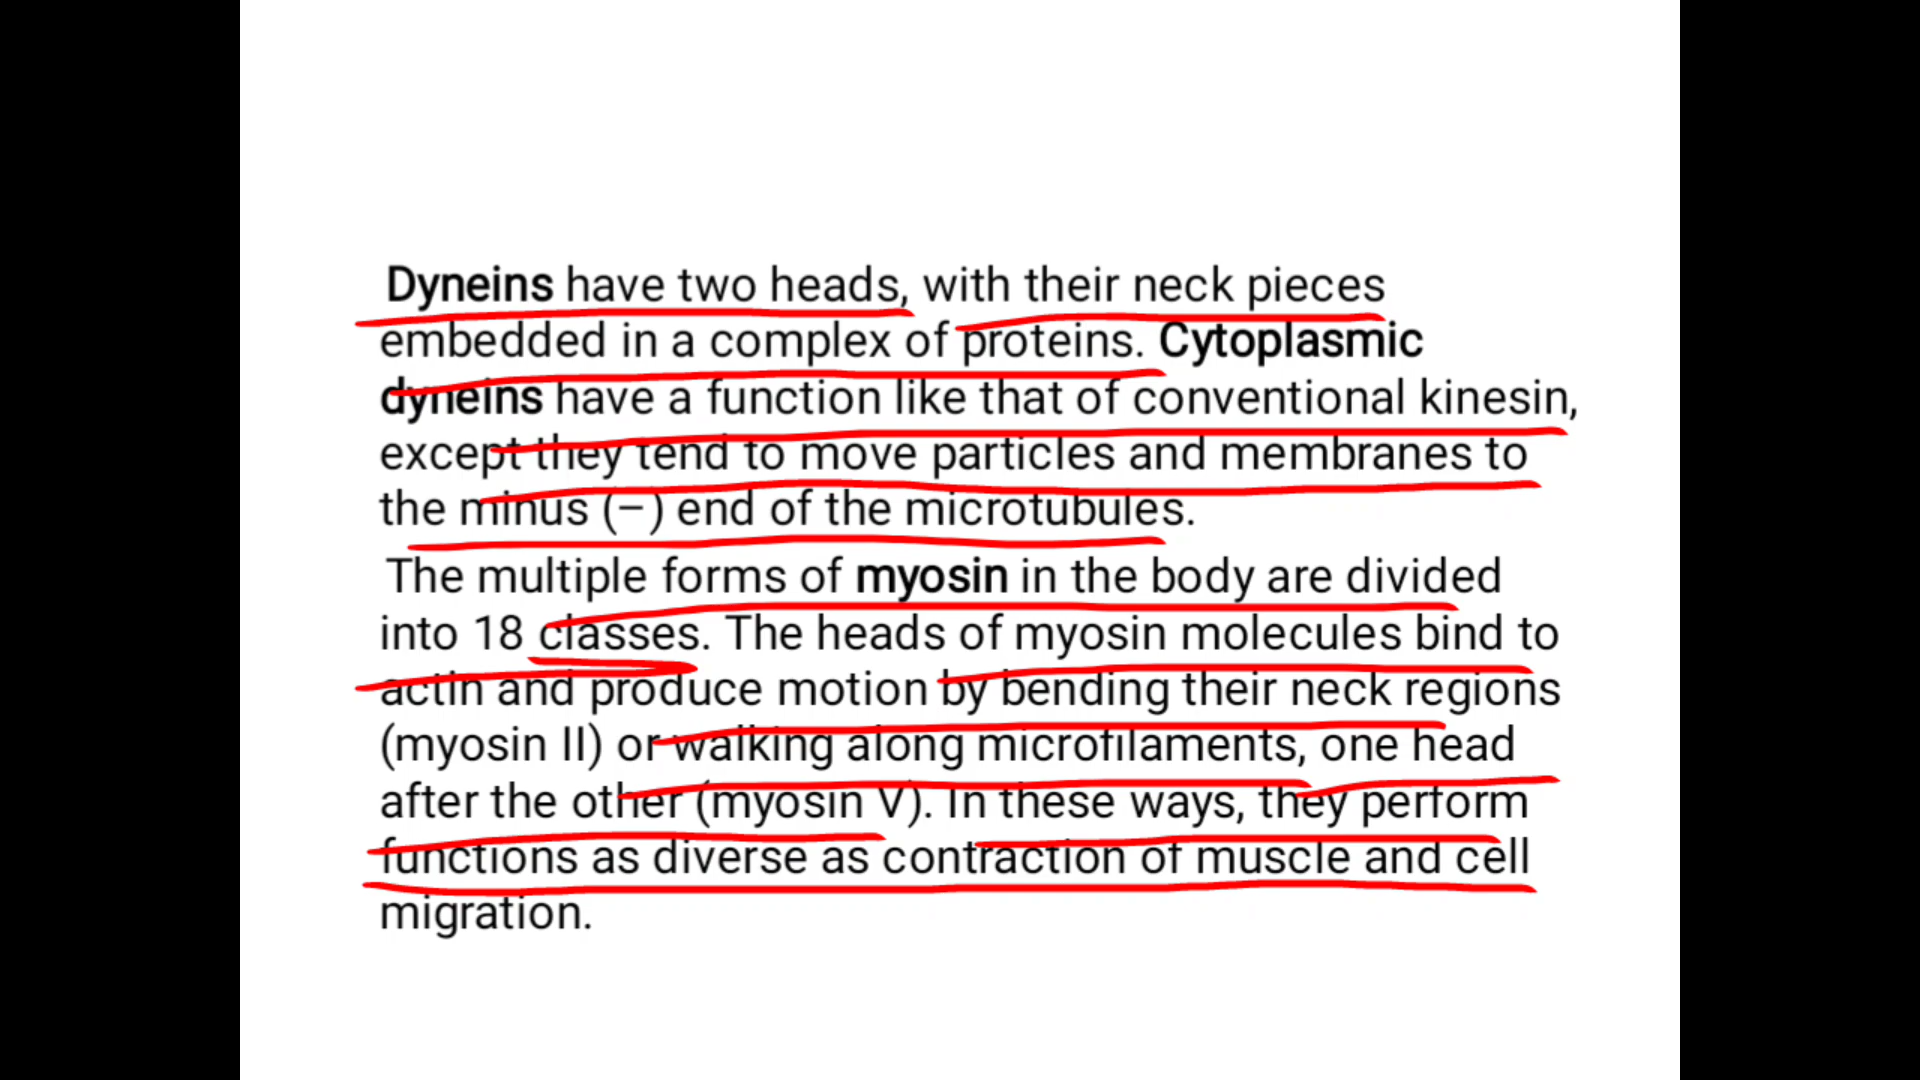 Dyneins have two heads, with their neck pieces
embedded in a complex of proteins. Cytoplasmic
dyneins have a function like that of conventional kinesin,
except they tend to move particles and membranes to
the minus (−) end of the microtubules.
The multiple forms of myosin in the body are divided
into 18 classes. The heads of myosin molecules bind to
actin and produce motion by bending their neck regions
(myosin II) or walking along microfilaments, one head
after the other (myosin V). In these ways, they perform
functions as diverse as contraction of muscle and cell
migration.